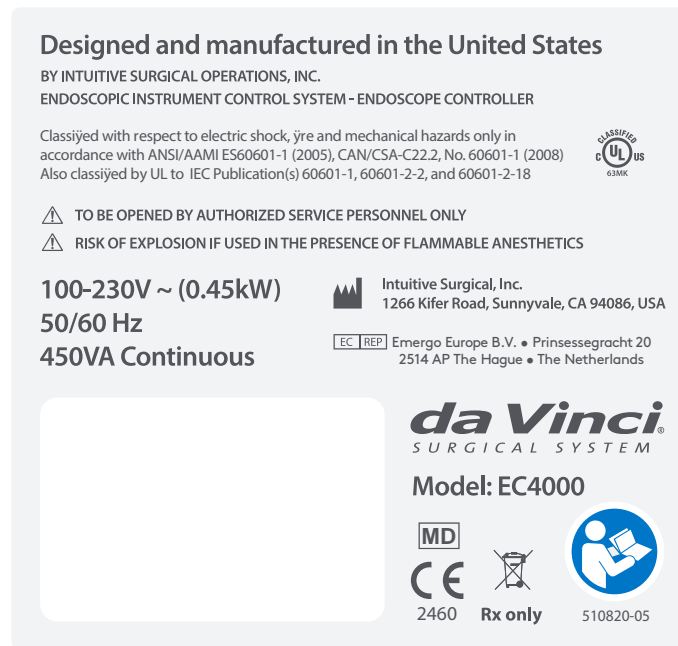 Designed and manufactured in the United States
BY INTUITIVE SURGICAL OPERATIONS, INC.
ENDOSCOPIC INSTRUMENT CONTROL SYSTEM - ENDOSCOPE CONTROLLER
Classiÿed with respect to electric shock, ÿre and mechanical hazards only in
accordance with ANSI/AAMI ES60601-1 (2005), CAN/CSA-C22.2, No. 60601-1 (2008)
Also classiÿed by UL to IEC Publication(s) 60601-1, 60601-2-2, and 60601-2-18
CLASSIFIED
C UL US
63MK
TO BE OPENED BY AUTHORIZED SERVICE PERSONNEL ONLY
RISK OF EXPLOSION IF USED IN THE PRESENCE OF FLAMMABLE ANESTHETICS
100-230V ~ (0.45kW)
50/60 Hz
450VA Continuous
Intuitive Surgical, Inc.
1266 Kifer Road, Sunnyvale, CA 94086, USA
EC REP Emergo Europe B.V. ● Prinsessegracht 20
2514 AP The Hague ● The Netherlands
da Vinci®
SURGICAL SYSTEM
Model: EC4000
MD
CE
2460
Rx only
510820-05